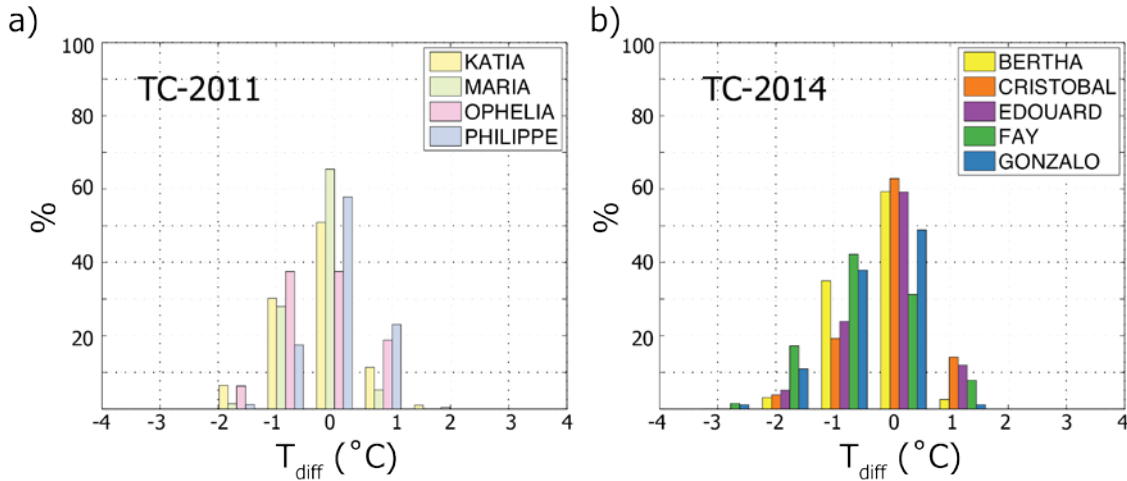 a)
100
80
60
40
20
%
TC-2011
KATIA
MARIA
OPHELIA
PHILIPPE
-4 -3 -2 -1 0 1 2 3 4
Tdiff (°C)
b)
100
80
60
40
20
%
TC-2014
BERTHA
CRISTOBAL
EDOUARD
FAY
GONZALO
-4 -3 -2 -1 0 1 2 3 4
Tdiff (°C)